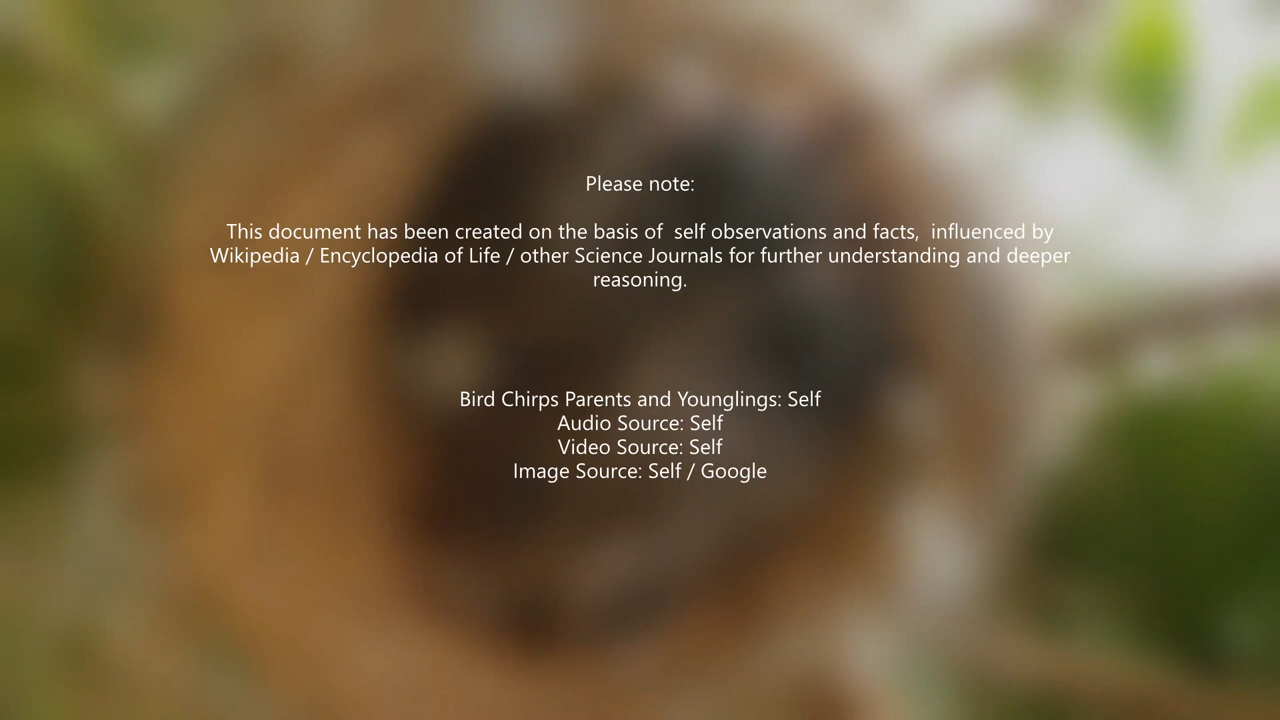 Please note:
This document has been created on the basis of  self observations and facts,  influenced by
Wikipedia / Encyclopedia of Life / other Science Journals for further understanding and deeper
reasoning.
Bird Chirps Parents and Younglings: Self
Audio Source: Self
Video Source: Self
Image Source: Self / Google